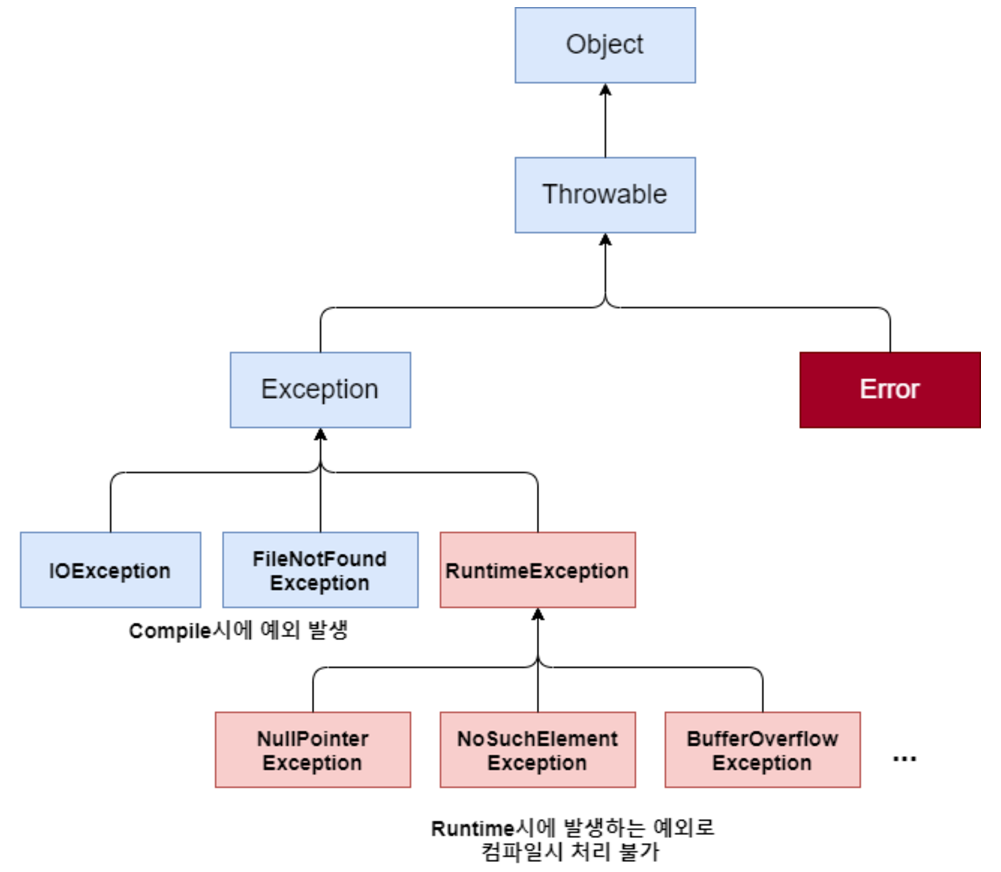 Object
Throwable
Exception
Error
IOException
FileNotFound
Exception
RuntimeException
Compile시에 예외 발생
NullPointer
Exception
NoSuchElement
Exception
BufferOverflow
Exception
...
Runtime시에 발생하는 예외로
컴파일시 처리 불가